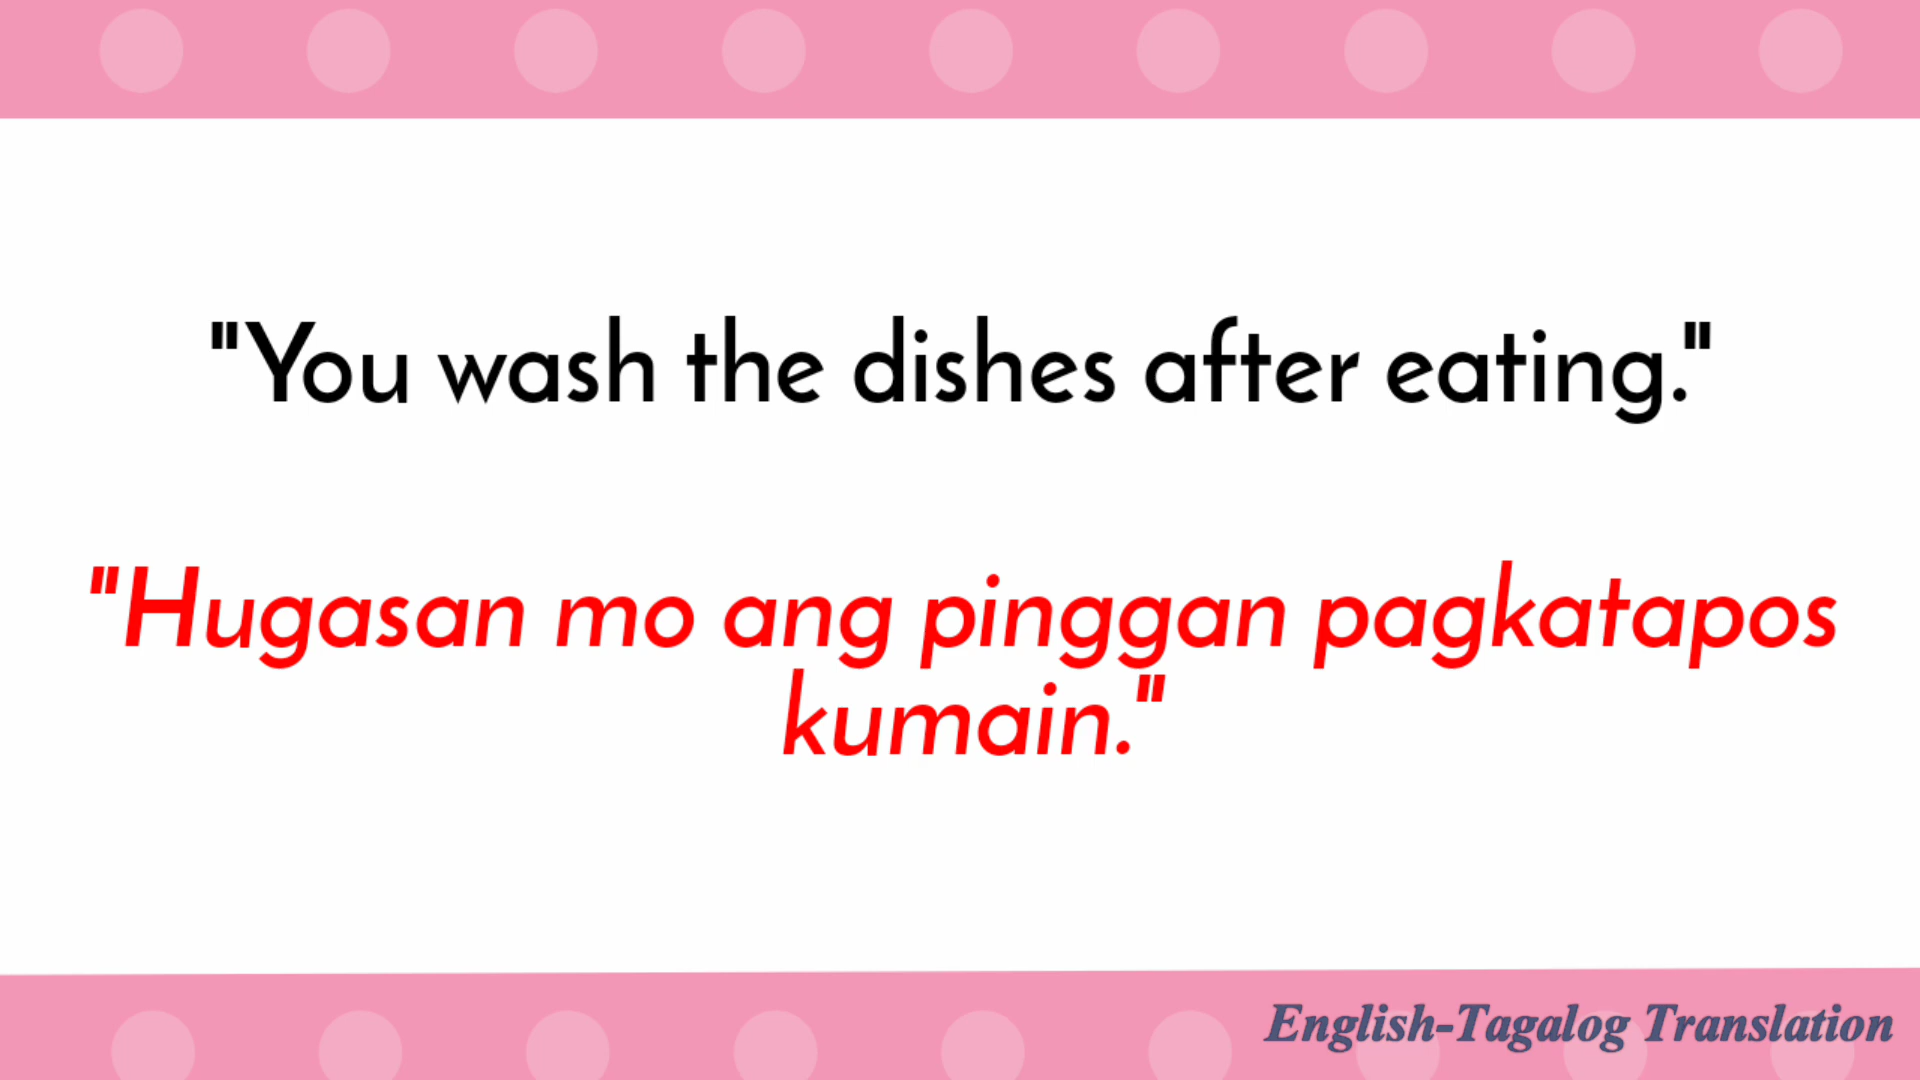 "You wash the dishes after eating."
"Hugasan mo ang pinggan pagkatapos
kumain."
English-Tagalog Translation